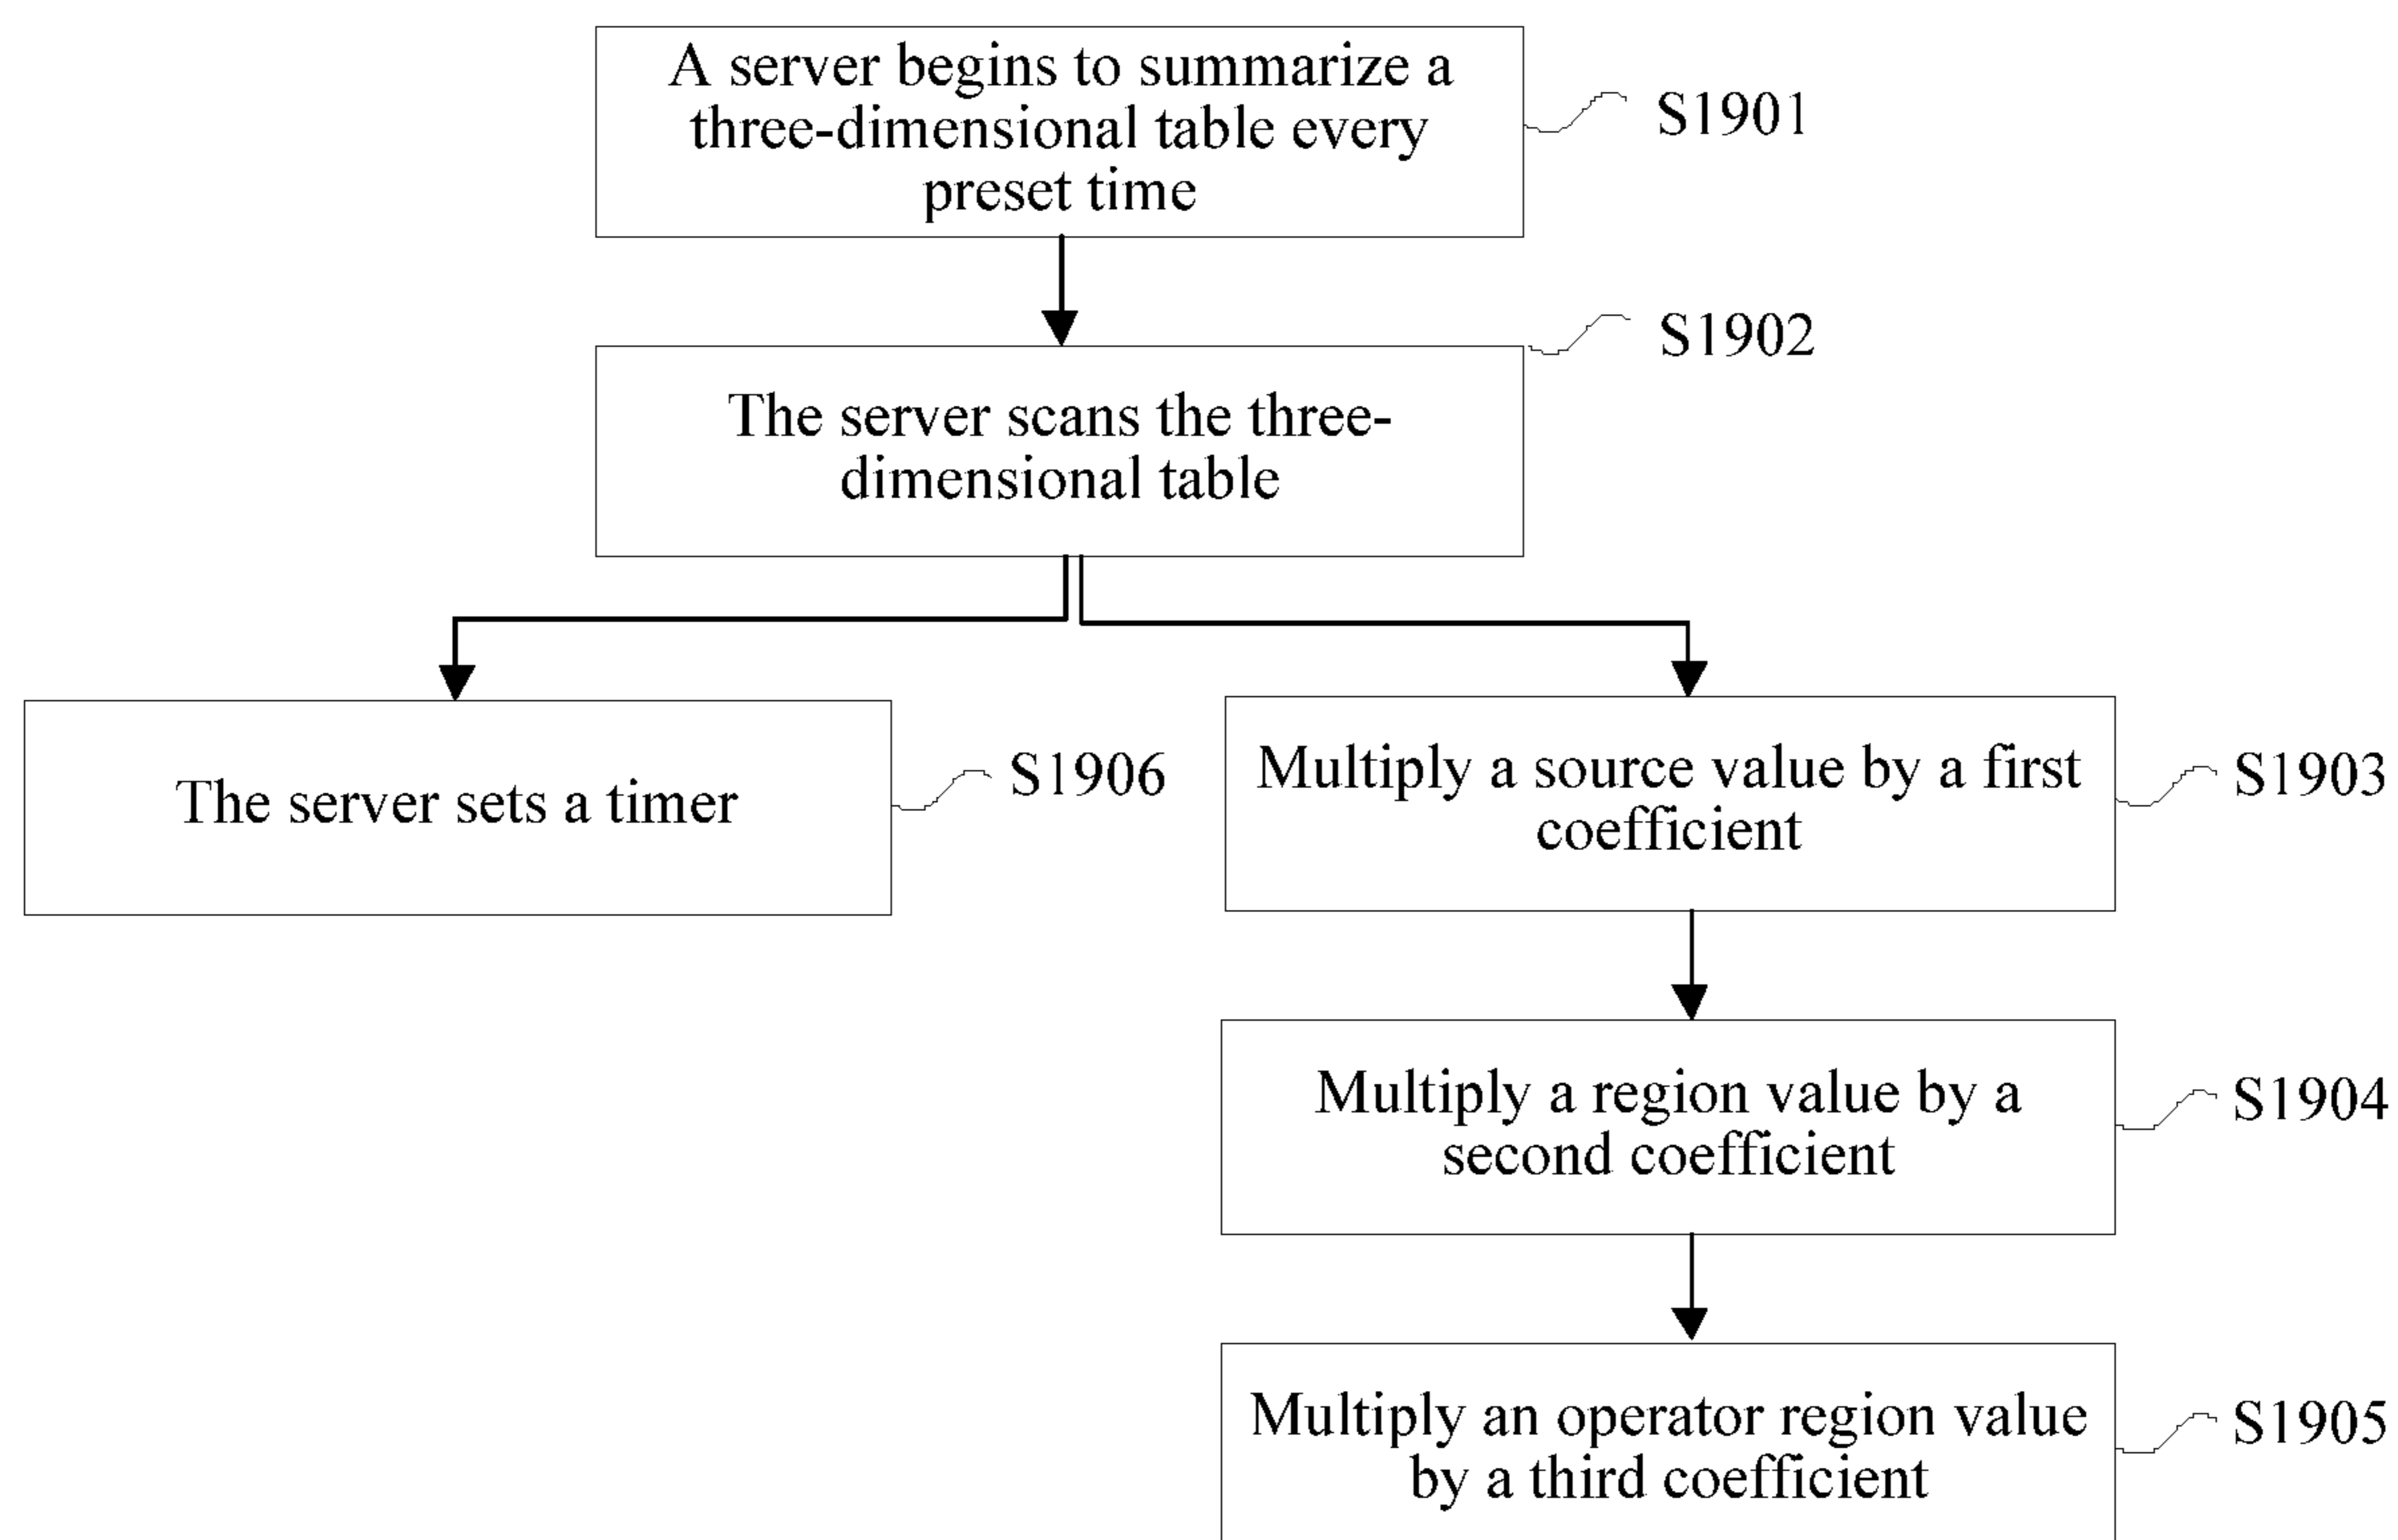 A server begins to summarize a
three-dimensional table every
preset time
S1901
S1902
The server scans the three-
dimensional table
The server sets a timer
S1906
Multiply a source value by a first
coefficient
S1903
Multiply a region value by a
second coefficient
S1904
Multiply an operator region value
by a third coefficient
S1905